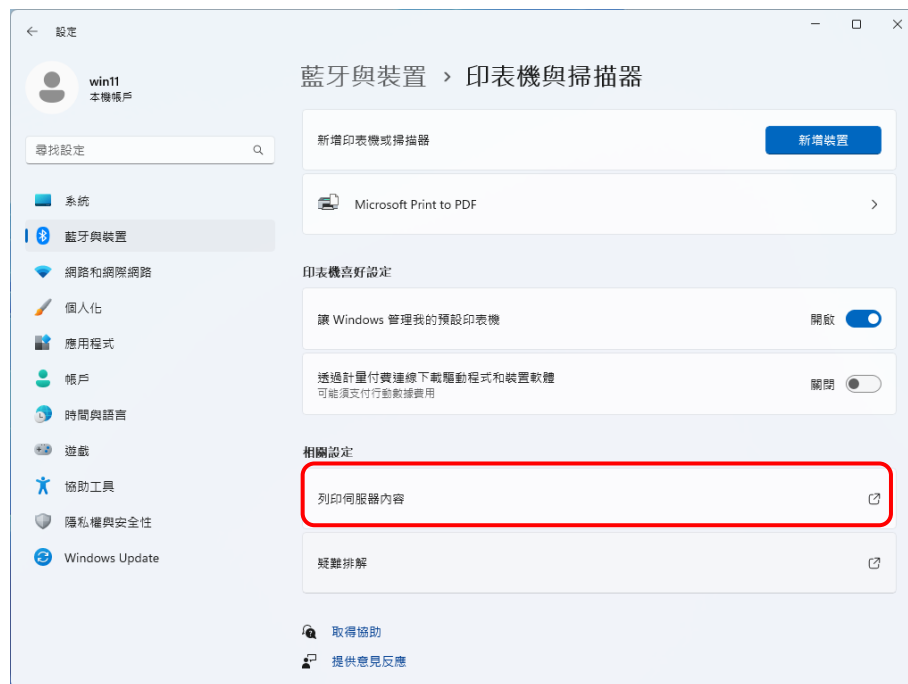 設定
win11
本機帳戶
尋找設定
系統
藍牙與裝置
網路和網際網路
個人化
應用程式
帳戶
時間與語言
遊戲
協助工具
隱私權與安全性
Windows Update
藍牙與裝置 › 印表機與掃描器
新增印表機或掃描器
新增裝置
Microsoft Print to PDF
印表機喜好設定
讓 Windows 管理我的預設印表機
開啟
透過計量付費連線下載驅動程式和裝置軟體
可能須支付行動數據費用
關閉
相關設定
列印伺服器內容
疑難排解
取得協助
提供意見反應